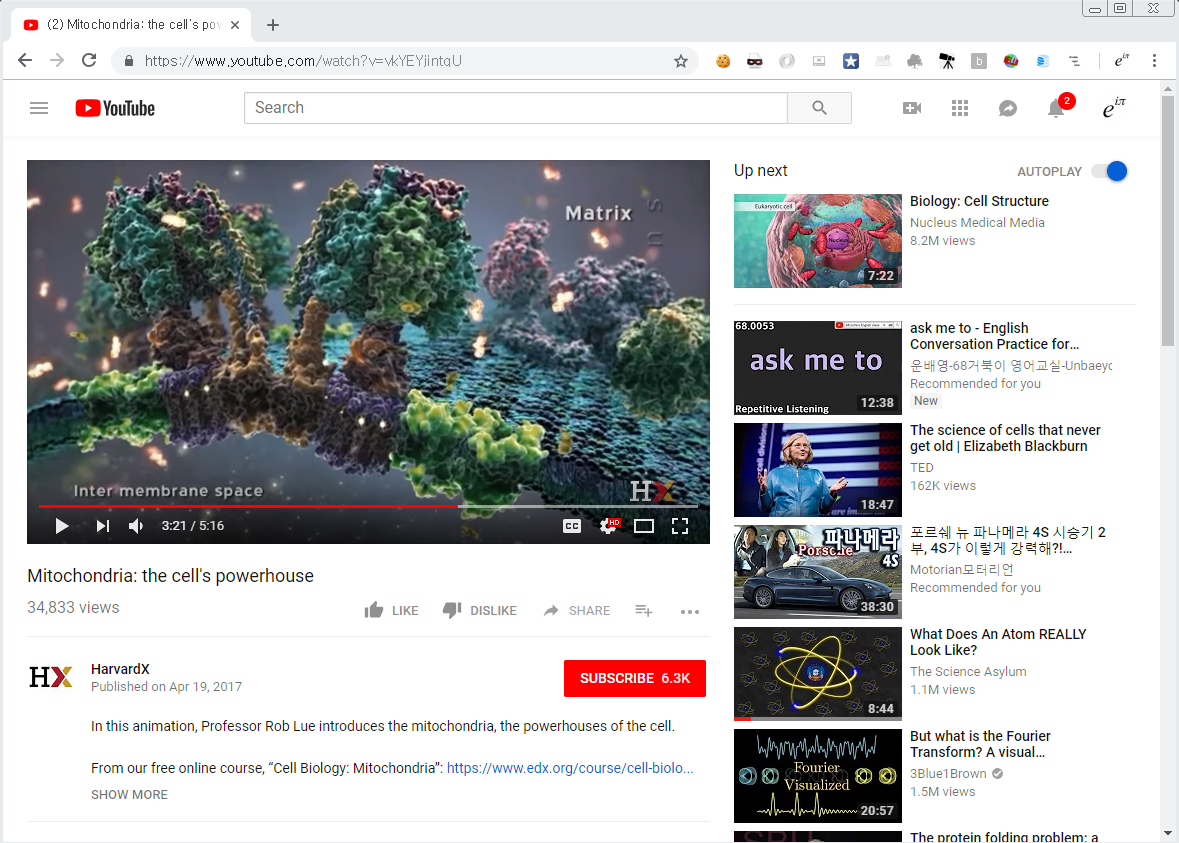 (2) Mitochondria: the cell's pow
https://www.youtube.com/watch?v=vkYEYjjntqU
b
e^iπ
YouTube
Search
2
e^iπ
Matrix
Inter membrane space
HX
3:21 / 5:16
CC
HD
Mitochondria: the cell's powerhouse
34,833 views
LIKE
DISLIKE
SHARE
HX
HarvardX
Published on Apr 19, 2017
SUBSCRIBE 6.3K
In this animation, Professor Rob Lue introduces the mitochondria, the powerhouses of the cell.
From our free online course, “Cell Biology: Mitochondria”: https://www.edx.org/course/cell-biolo...
SHOW MORE
Up next
AUTOPLAY
Eukaryotic cell
Nucleus
7:22
Biology: Cell Structure
Nucleus Medical Media
8.2M views
68.0053
ask me to
Repetitive Listening
12:38
ask me to - English
Conversation Practice for…
운배영-68거북이 영어교실-Unbaeyo
Recommended for you
New
18:47
The science of cells that never
get old | Elizabeth Blackburn
TED
162K views
파나메라
Porsche
4S
38:30
포르쉐 뉴 파나메라 4S 시승기 2
부, 4S가 이렇게 강력해?!…
Motorian모터리언
Recommended for you
8:44
What Does An Atom REALLY
Look Like?
The Science Asylum
1.1M views
Fourier
Visualized
20:57
But what is the Fourier
Transform? A visual…
3Blue1Brown
1.5M views
The protein folding problem: a